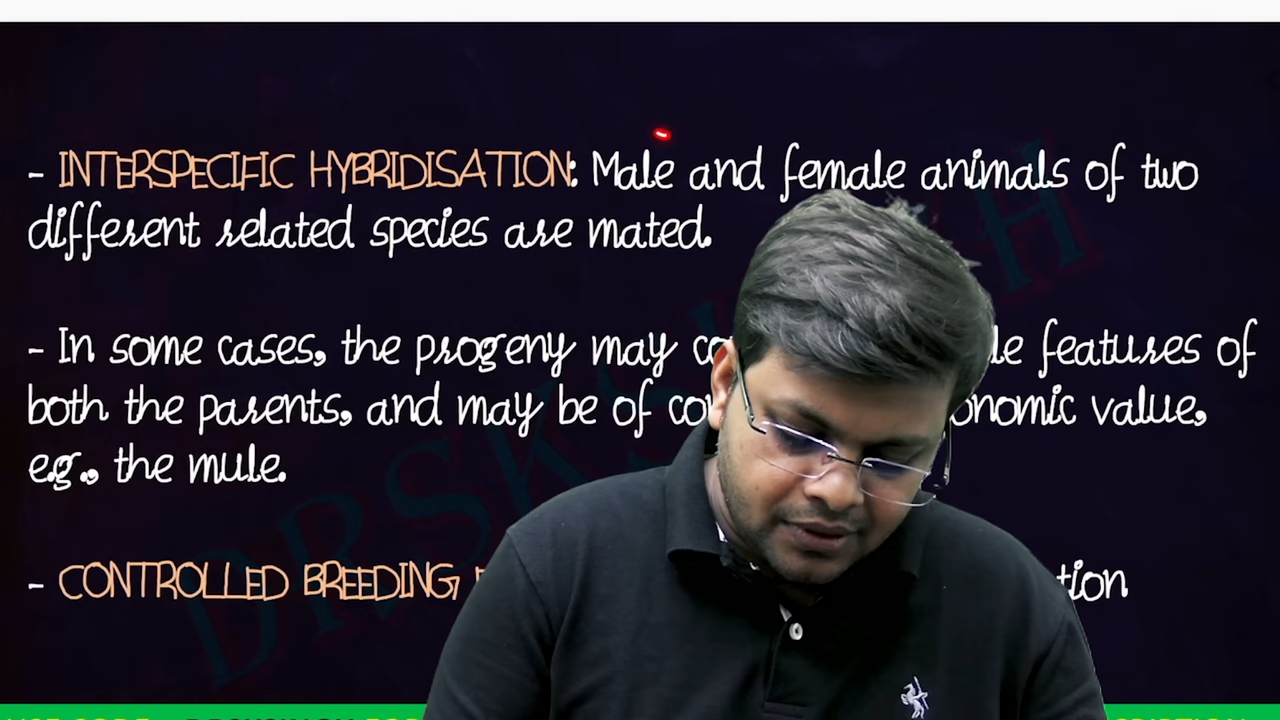 - INTERSPECIFIC HYBRIDISATION: Male and female animals of two
different related species are mated.
- In some cases, the progeny may features of
both the parents, and may be of value,
e.g., the mule.
- CONTROLLED BREEDING,